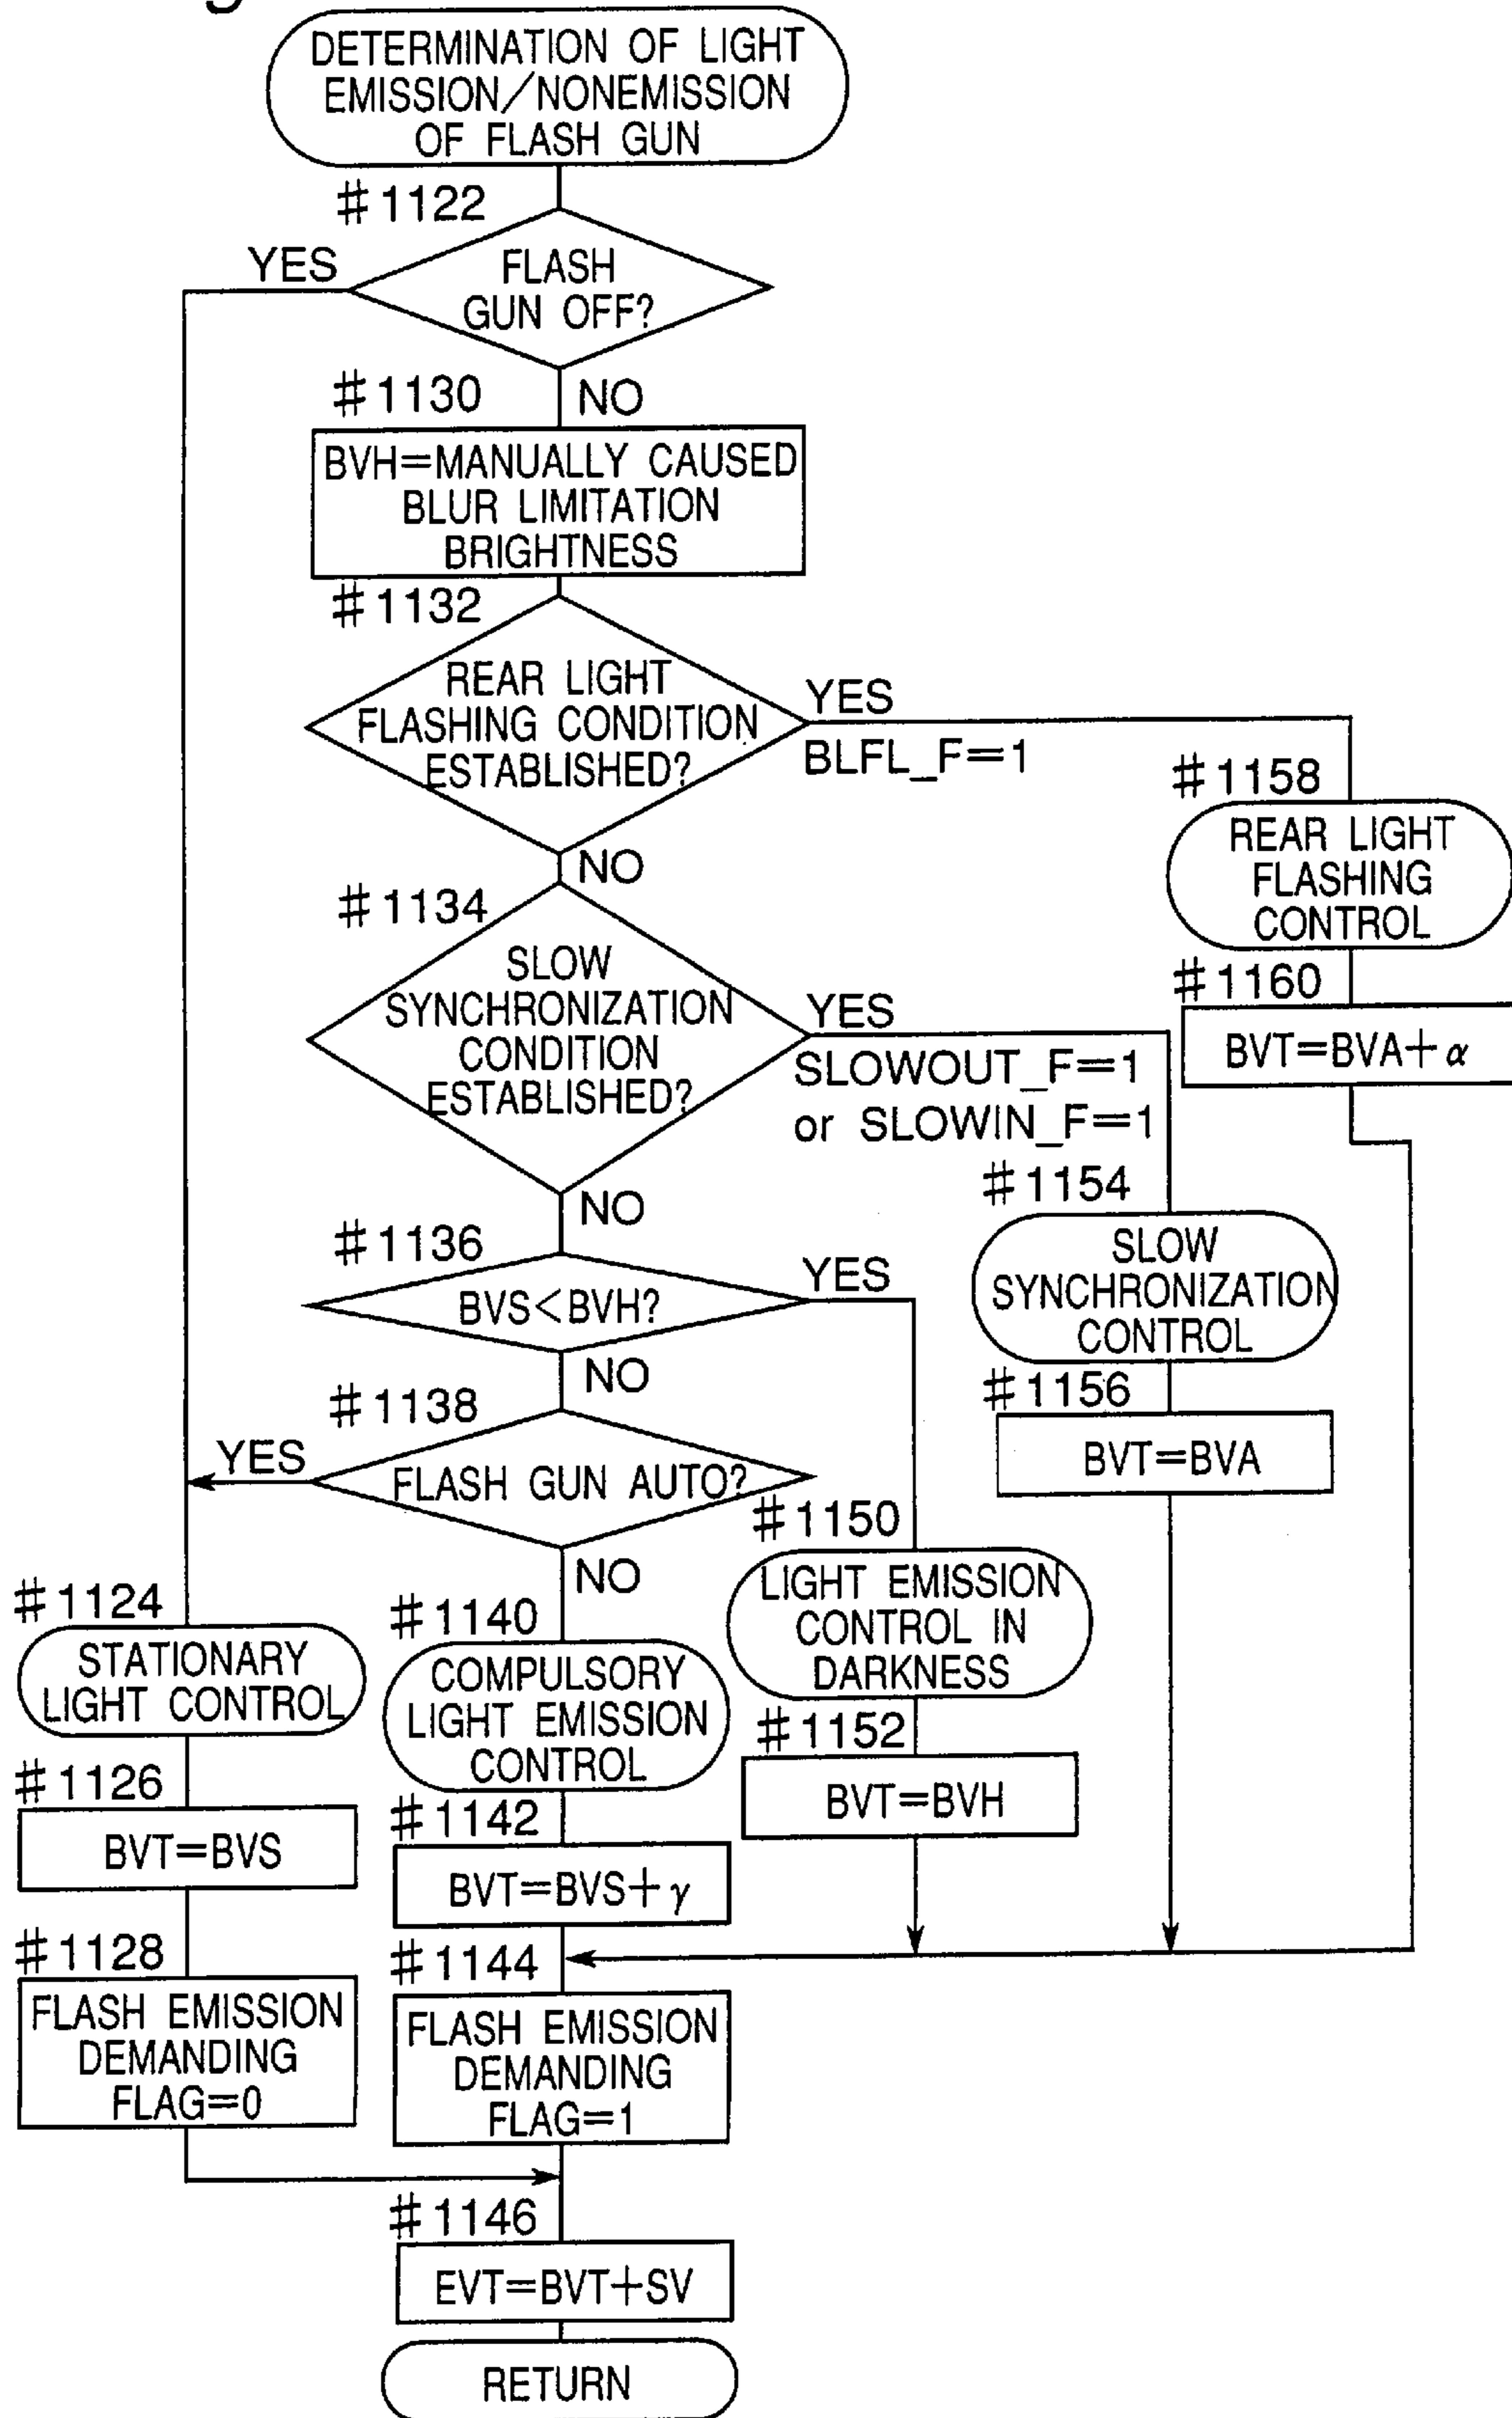 DETERMINATION OF LIGHT
EMISSION/NONEMISSION
OF FLASH GUN
#1122
YES
FLASH
GUN OFF?
#1130
NO
BVH=MANUALLY CAUSED
BLUR LIMITATION
BRIGHTNESS
#1132
REAR LIGHT
FLASHING CONDITION
ESTABLISHED?
YES
BLFL_F=1
#1158
REAR LIGHT
FLASHING
CONTROL
NO
#1134
SLOW
SYNCHRONIZATION
CONDITION
ESTABLISHED?
YES
SLOWOUT_F=1
or SLOWIN_F=1
#1160
BVT=BVA+α
#1154
SLOW
SYNCHRONIZATION
CONTROL
NO
#1136
BVS<BVH?
YES
#1156
BVT=BVA
NO
#1138
YES
FLASH GUN AUTO?
#1150
LIGHT EMISSION
CONTROL IN
DARKNESS
NO
#1124
STATIONARY
LIGHT CONTROL
#1140
COMPULSORY
LIGHT EMISSION
CONTROL
#1152
BVT=BVH
#1126
BVT=BVS
#1142
BVT=BVS+γ
#1128
FLASH EMISSION
DEMANDING
FLAG=0
#1144
FLASH EMISSION
DEMANDING
FLAG=1
#1146
EVT=BVT+SV
RETURN